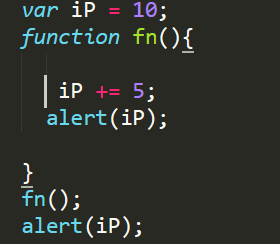 var iP = 10;
function fn(){
iP += 5;
alert(iP);
}
fn();
alert(iP);